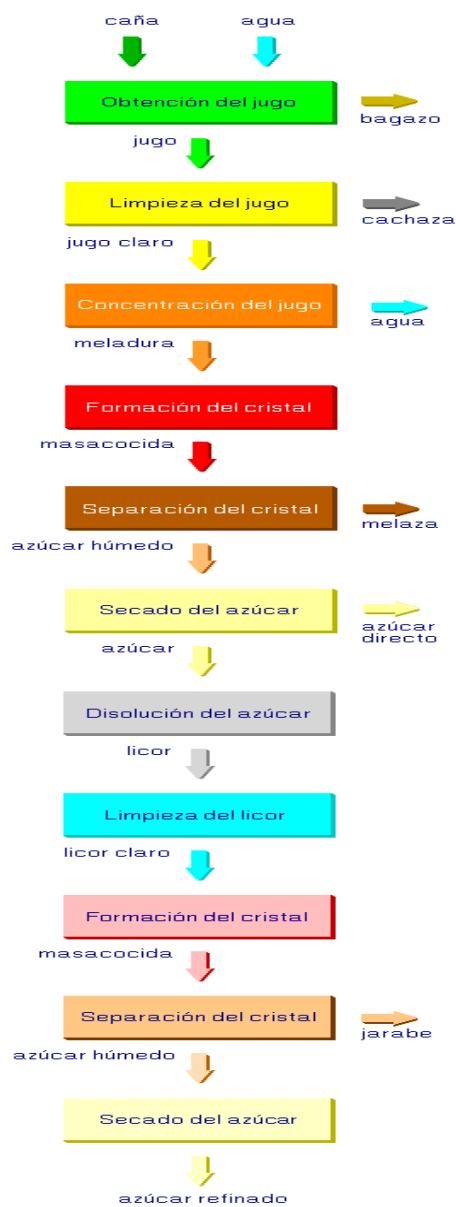 caña agua
Obtención del jugo
bagazo
jugo
Limpieza del jugo
cachaza
jugo claro
Concentración del jugo
agua
meladura
Formación del cristal
masacocida
Separación del cristal
melaza
azúcar húmedo
Secado del azúcar
azúcar
directo
azúcar
Disolución del azúcar
licor
Limpieza del licor
licor claro
Formación del cristal
masacocida
Separación del cristal
jarabe
azúcar húmedo
Secado del azúcar
azúcar refinado